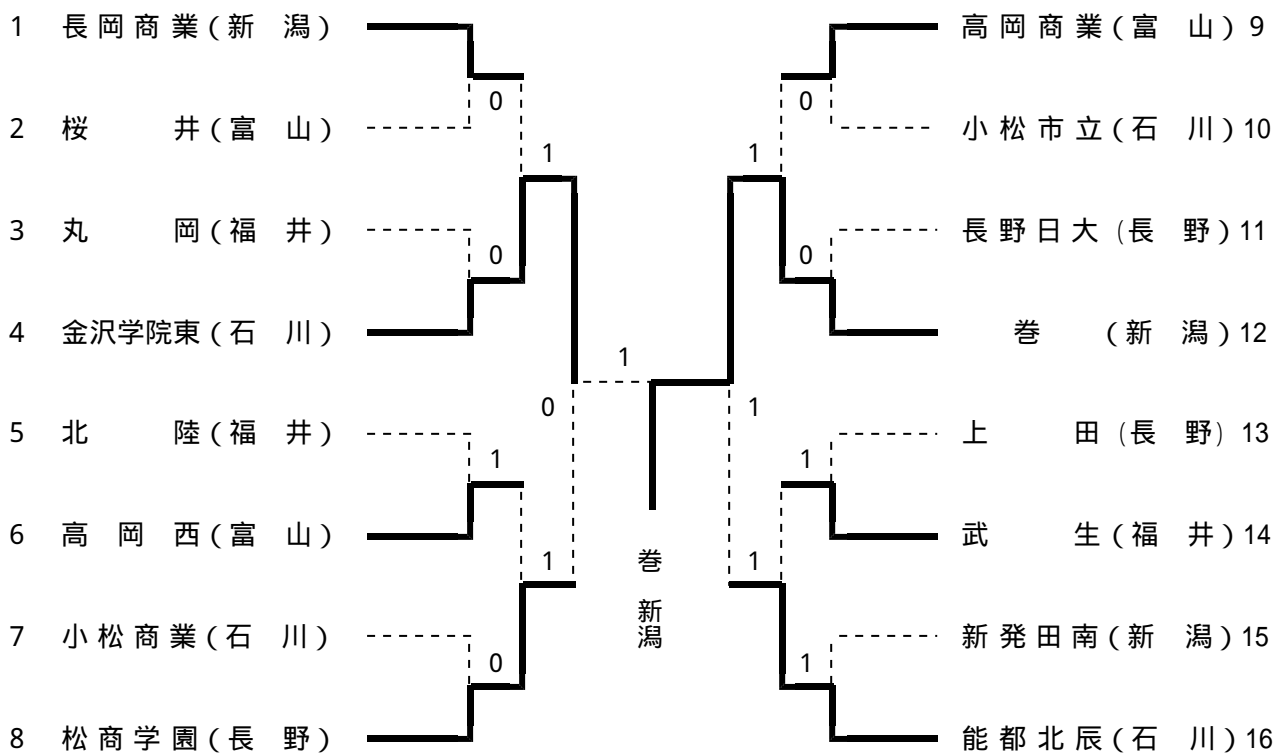 1 長岡商業(新 潟)
2 桜 井(富 山)
3 丸 岡(福 井)
4 金沢学院東(石 川)
5 北 陸(福 井)
6 高岡西(富 山)
7 小松商業(石 川)
8 松商学園(長 野)
0
1
0
1
0
1
1
0
巻
新潟
0
1
0
1
1
1
1
高岡商業(富 山) 9
小松市立(石 川) 10
長野日大(長 野) 11
巻 (新 潟) 12
上 田(長 野) 13
武 生(福 井) 14
新発田南(新 潟) 15
能都北辰(石 川) 16